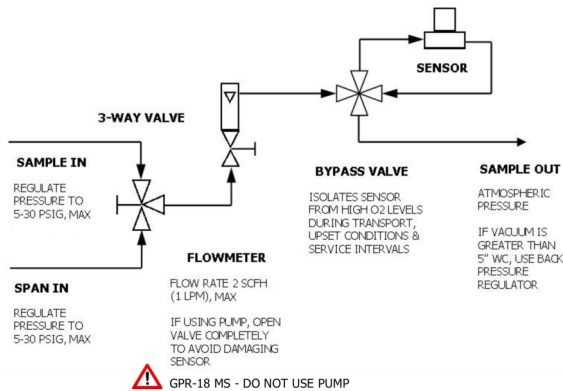 SENSOR
3-WAY VALVE
SAMPLE IN
REGULATE
PRESSURE TO
5-30 PSIG, MAX
SPAN IN
REGULATE
PRESSURE TO
5-30 PSIG, MAX
FLOWMETER
FLOW RATE 2 SCFH
(1 LPM), MAX
IF USING PUMP, OPEN
VALVE COMPLETELY
TO AVOID DAMAGING
SENSOR
BYPASS VALVE
ISOLATES SENSOR
FROM HIGH O2 LEVELS
DURING TRANSPORT,
UPSET CONDITIONS &
SERVICE INTERVALS
SAMPLE OUT
ATMOSPHERIC
PRESSURE
IF VACUUM IS
GREATER THAN
5" WC, USE BACK
PRESSURE
REGULATOR
GPR-18 MS - DO NOT USE PUMP